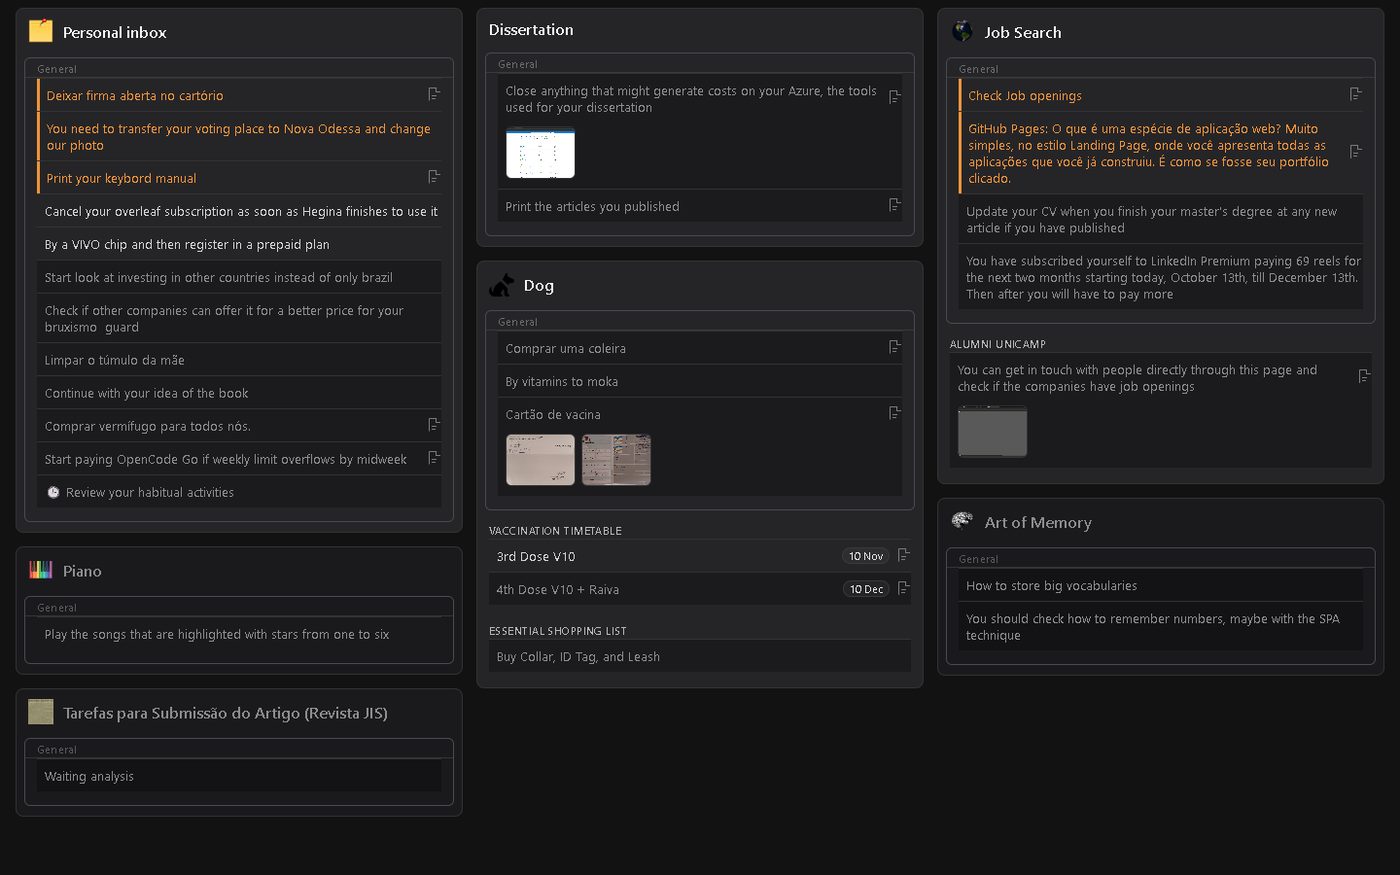 Personal inbox
General
Deixar firma aberta no cartório
You need to transfer your voting place to Nova Odessa and change
our photo
Print your keybord manual
Cancel your overleaf subscription as soon as Hegina finishes to use it
By a VIVO chip and then register in a prepaid plan
Start look at investing in other countries instead of only brazil
Check if other companies can offer it for a better price for your
bruxismo guard
Limpar o túmulo da mãe
Continue with your idea of the book
Comprar vermífugo para todos nós.
Start paying OpenCode Go if weekly limit overflows by midweek
Review your habitual activities
Piano
General
Play the songs that are highlighted with stars from one to six
Tarefas para Submissão do Artigo (Revista JIS)
General
Waiting analysis
Dissertation
General
Close anything that might generate costs on your Azure, the tools
used for your dissertation
Print the articles you published
Dog
General
Comprar uma coleira
By vitamins to moka
Cartão de vacina
VACCINATION TIMETABLE
3rd Dose V10 10 Nov
4th Dose V10 + Raiva 10 Dec
ESSENTIAL SHOPPING LIST
Buy Collar, ID Tag, and Leash
Job Search
General
Check Job openings
GitHub Pages: O que é uma espécie de aplicação web? Muito
simples, no estilo Landing Page, onde você apresenta todas as
aplicações que você já construiu. É como se fosse seu portfólio
clicado.
Update your CV when you finish your master's degree at any new
article if you have published
You have subscribed yourself to LinkedIn Premium paying 69 reels for
the next two months starting today, October 13th, till December 13th.
Then after you will have to pay more
ALUMNI UNICAMP
You can get in touch with people directly through this page and
check if the companies have job openings
Art of Memory
General
How to store big vocabularies
You should check how to remember numbers, maybe with the SPA
technique